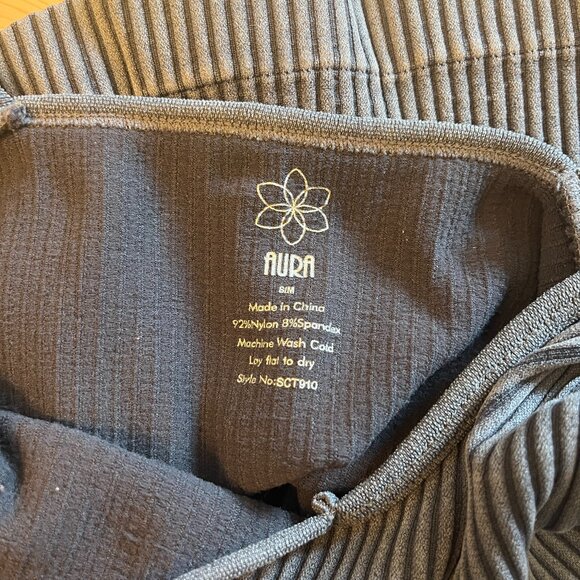 AURA
S/M
Made in China
92%Nylon 8%Spandex
Machine Wash Cold
Lay flat to dry
Style No:SCT910